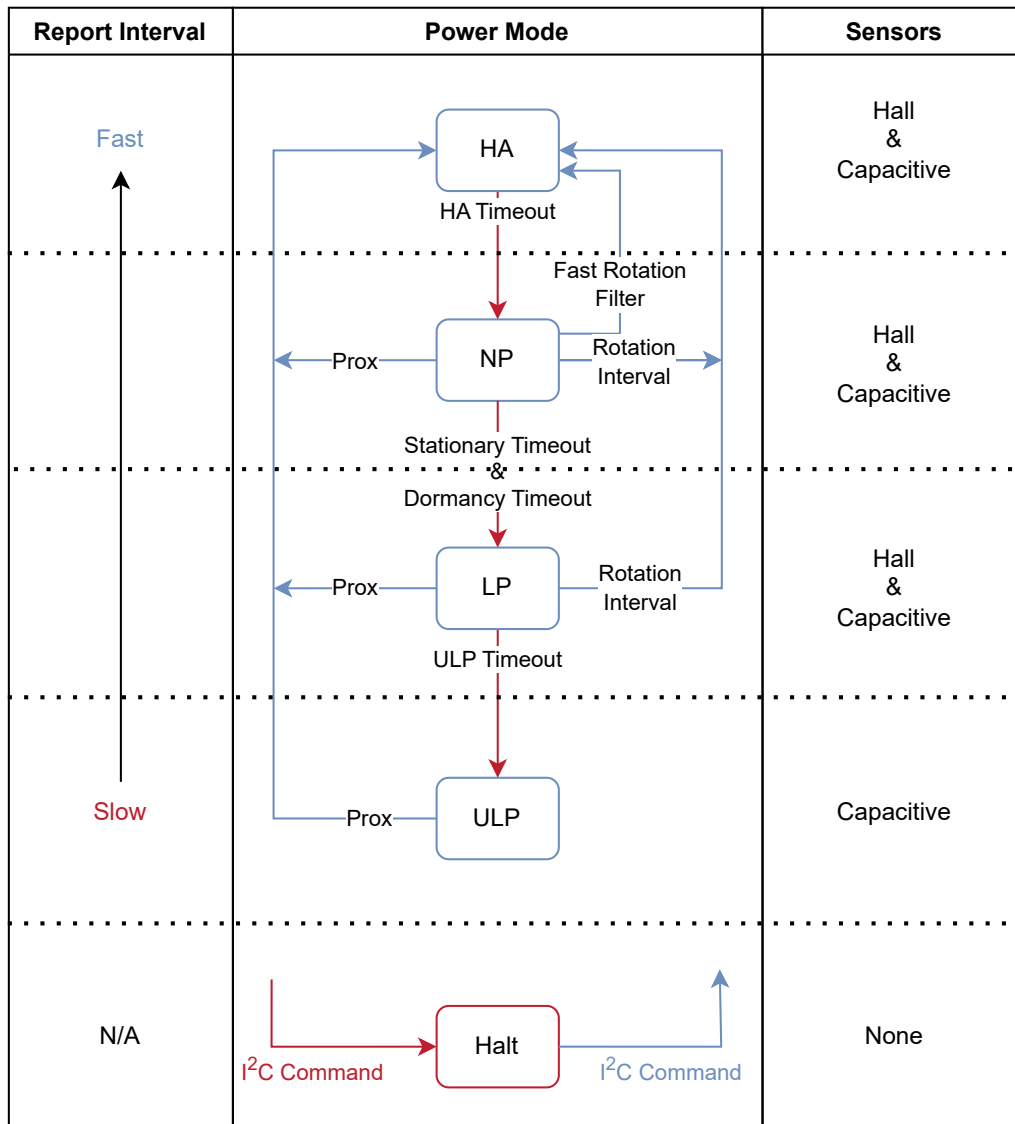 Report Interval
Power Mode
Sensors
Fast
HA
Hall
&
Capacitive
HA Timeout
Fast Rotation
Filter
Prox
NP
Rotation
Interval
Hall
&
Capacitive
Stationary Timeout
&
Dormancy Timeout
Prox
LP
Rotation
Interval
Hall
&
Capacitive
ULP Timeout
Slow
Prox
ULP
Capacitive
N/A
Halt
None
I²C Command
I²C Command